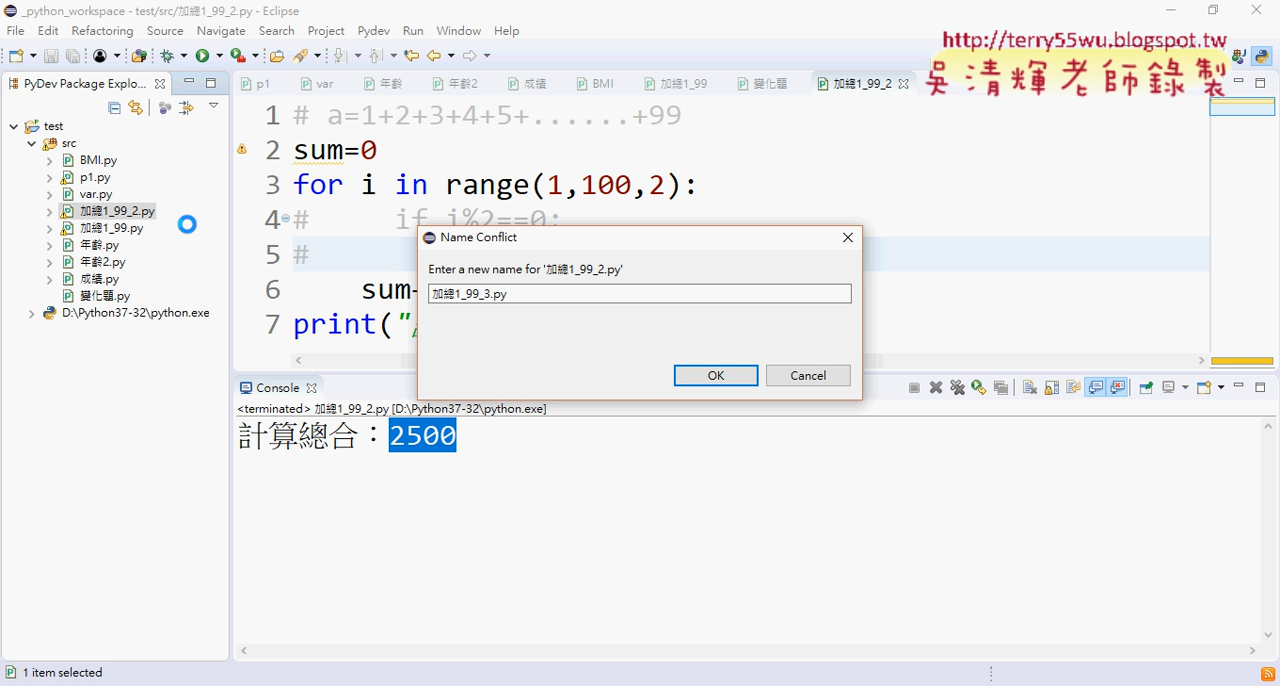 _python_workspace - test/src/加總1_99_2.py - Eclipse
File Edit Refactoring Source Navigate Search Project Pydev Run Window Help
http://terry55wu.blogspot.tw
吳清輝老師錄製
PyDev Package Explo...
p1 var 年齡 年齡2 成績 BMI 加總1_99 變化題 加總1_99_2
test
src
BMI.py
p1.py
var.py
加總1_99_2.py
加總1_99.py
年齡.py
年齡2.py
成績.py
變化題.py
D:\Python37-32\python.exe
1 # a=1+2+3+4+5+......+99
2 sum=0
3 for i in range(1,100,2):
4 # if i%2==0:
5 #
6 sum
7 print("
Name Conflict
Enter a new name for '加總1_99_2.py'
加總1_99_3.py
OK Cancel
Console
<terminated> 加總1_99_2.py [D:\Python37-32\python.exe]
計算總合：2500
1 item selected